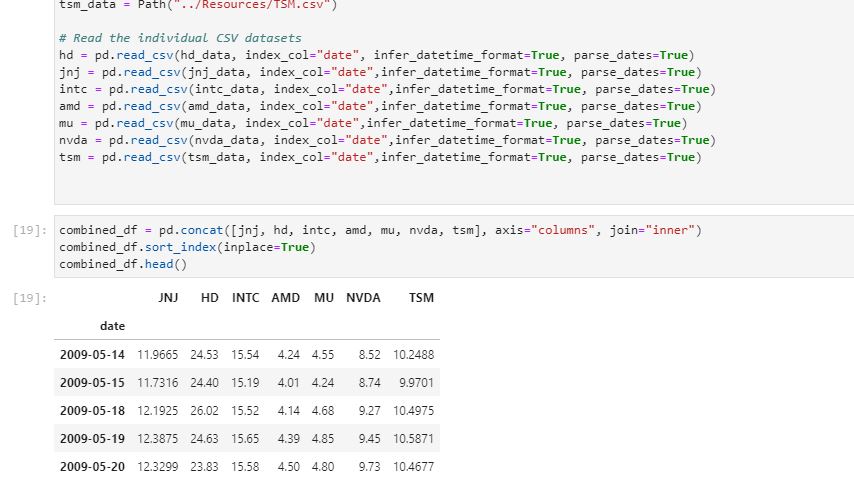 tsm_data = Path("../Resources/TSM.csv")
# Read the individual CSV datasets
hd = pd.read_csv(hd_data, index_col="date", infer_datetime_format=True, parse_dates=True)
jnj = pd.read_csv(jnj_data, index_col="date",infer_datetime_format=True, parse_dates=True)
intc = pd.read_csv(intc_data, index_col="date",infer_datetime_format=True, parse_dates=True)
amd = pd.read_csv(amd_data, index_col="date",infer_datetime_format=True, parse_dates=True)
mu = pd.read_csv(mu_data, index_col="date",infer_datetime_format=True, parse_dates=True)
nvda = pd.read_csv(nvda_data, index_col="date",infer_datetime_format=True, parse_dates=True)
tsm = pd.read_csv(tsm_data, index_col="date",infer_datetime_format=True, parse_dates=True)
[19]: combined_df = pd.concat([jnj, hd, intc, amd, mu, nvda, tsm], axis="columns", join="inner")
combined_df.sort_index(inplace=True)
combined_df.head()
[19]: JNJ HD INTC AMD MU NVDA TSM
date
2009-05-14 11.9665 24.53 15.54 4.24 4.55 8.52 10.2488
2009-05-15 11.7316 24.40 15.19 4.01 4.24 8.74 9.9701
2009-05-18 12.1925 26.02 15.52 4.14 4.68 9.27 10.4975
2009-05-19 12.3875 24.63 15.65 4.39 4.85 9.45 10.5871
2009-05-20 12.3299 23.83 15.58 4.50 4.80 9.73 10.4677